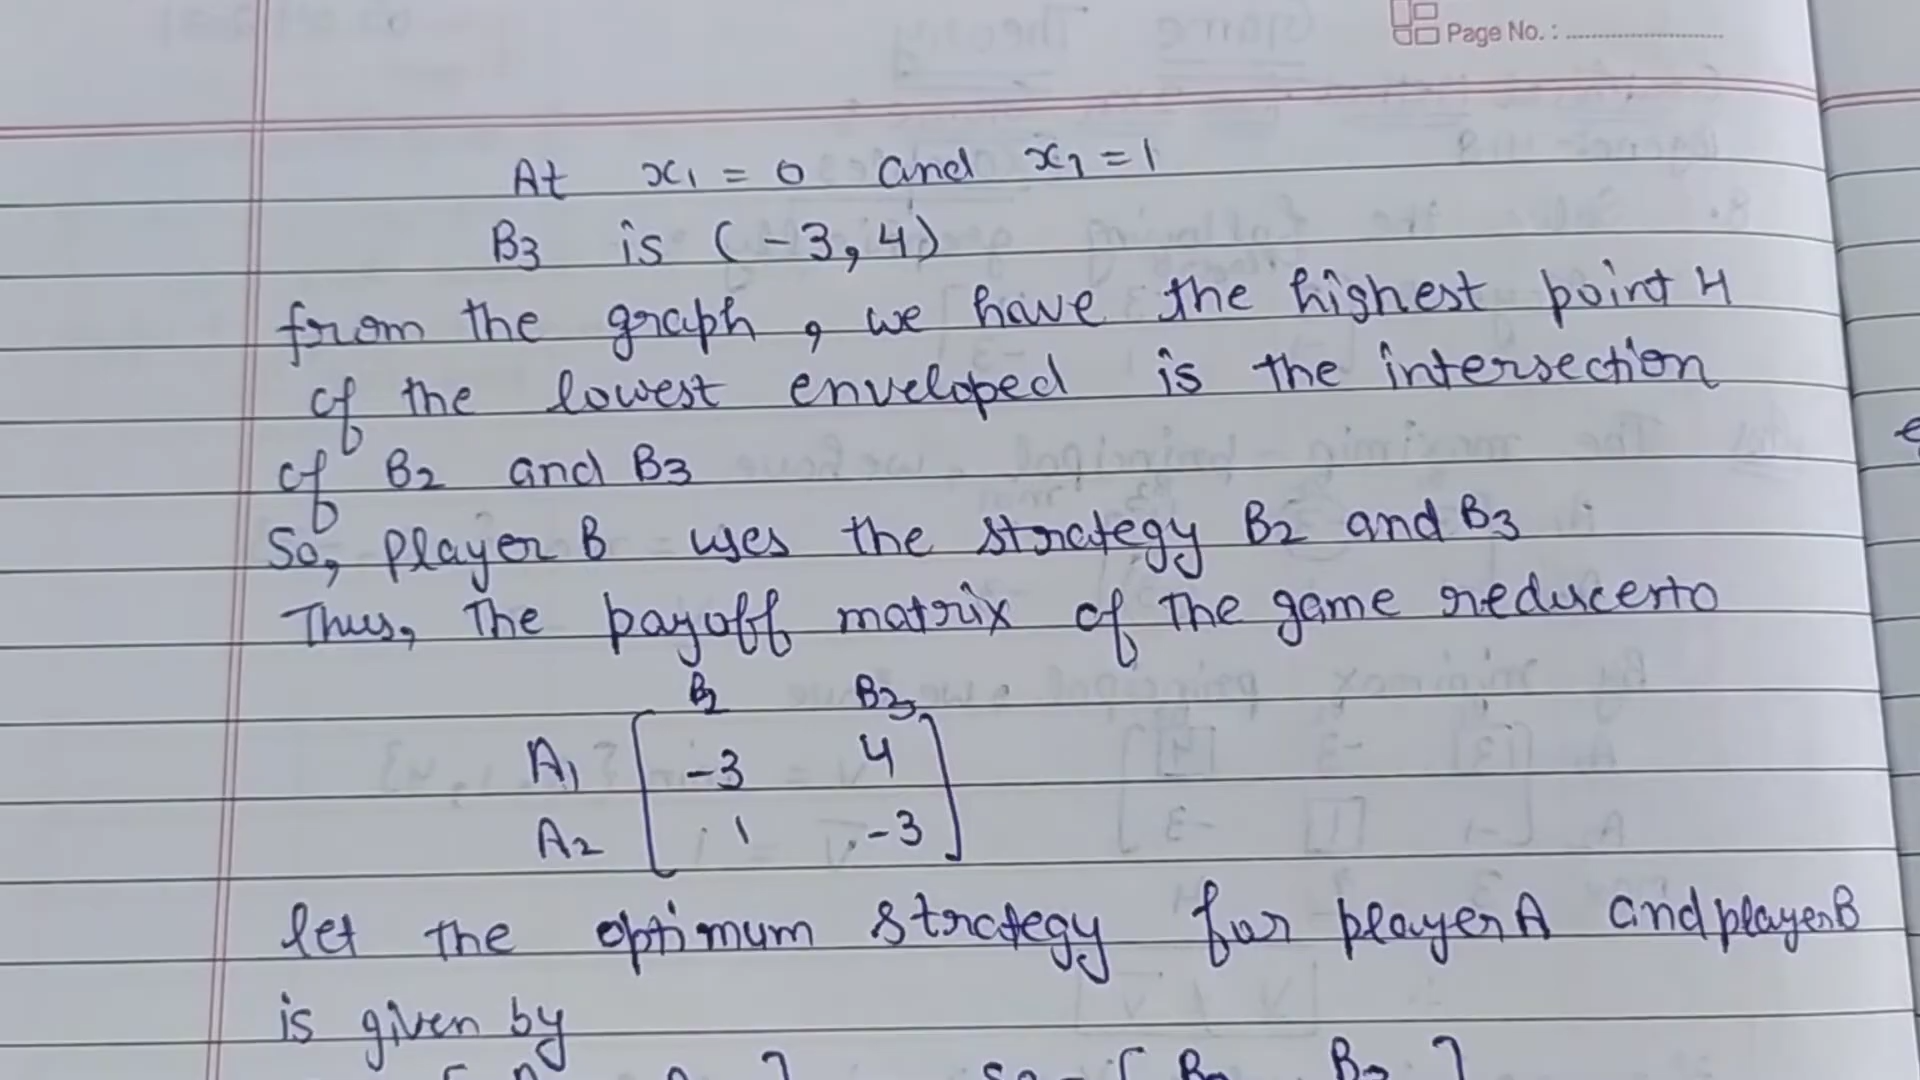 Page No. :
At x₁ = 0 and x₁ = 1
B3 is (-3, 4)
from the graph, we have the highest point H
of the lowest enveloped is the intersection
of B2 and B3
So, player B uses the strategy B2 and B3
Thus, The payoff matrix of The game reducesto
B2 B3
A1 -3 4
A2 1 -3
let the optimum strategy for player A and playerB
is given by